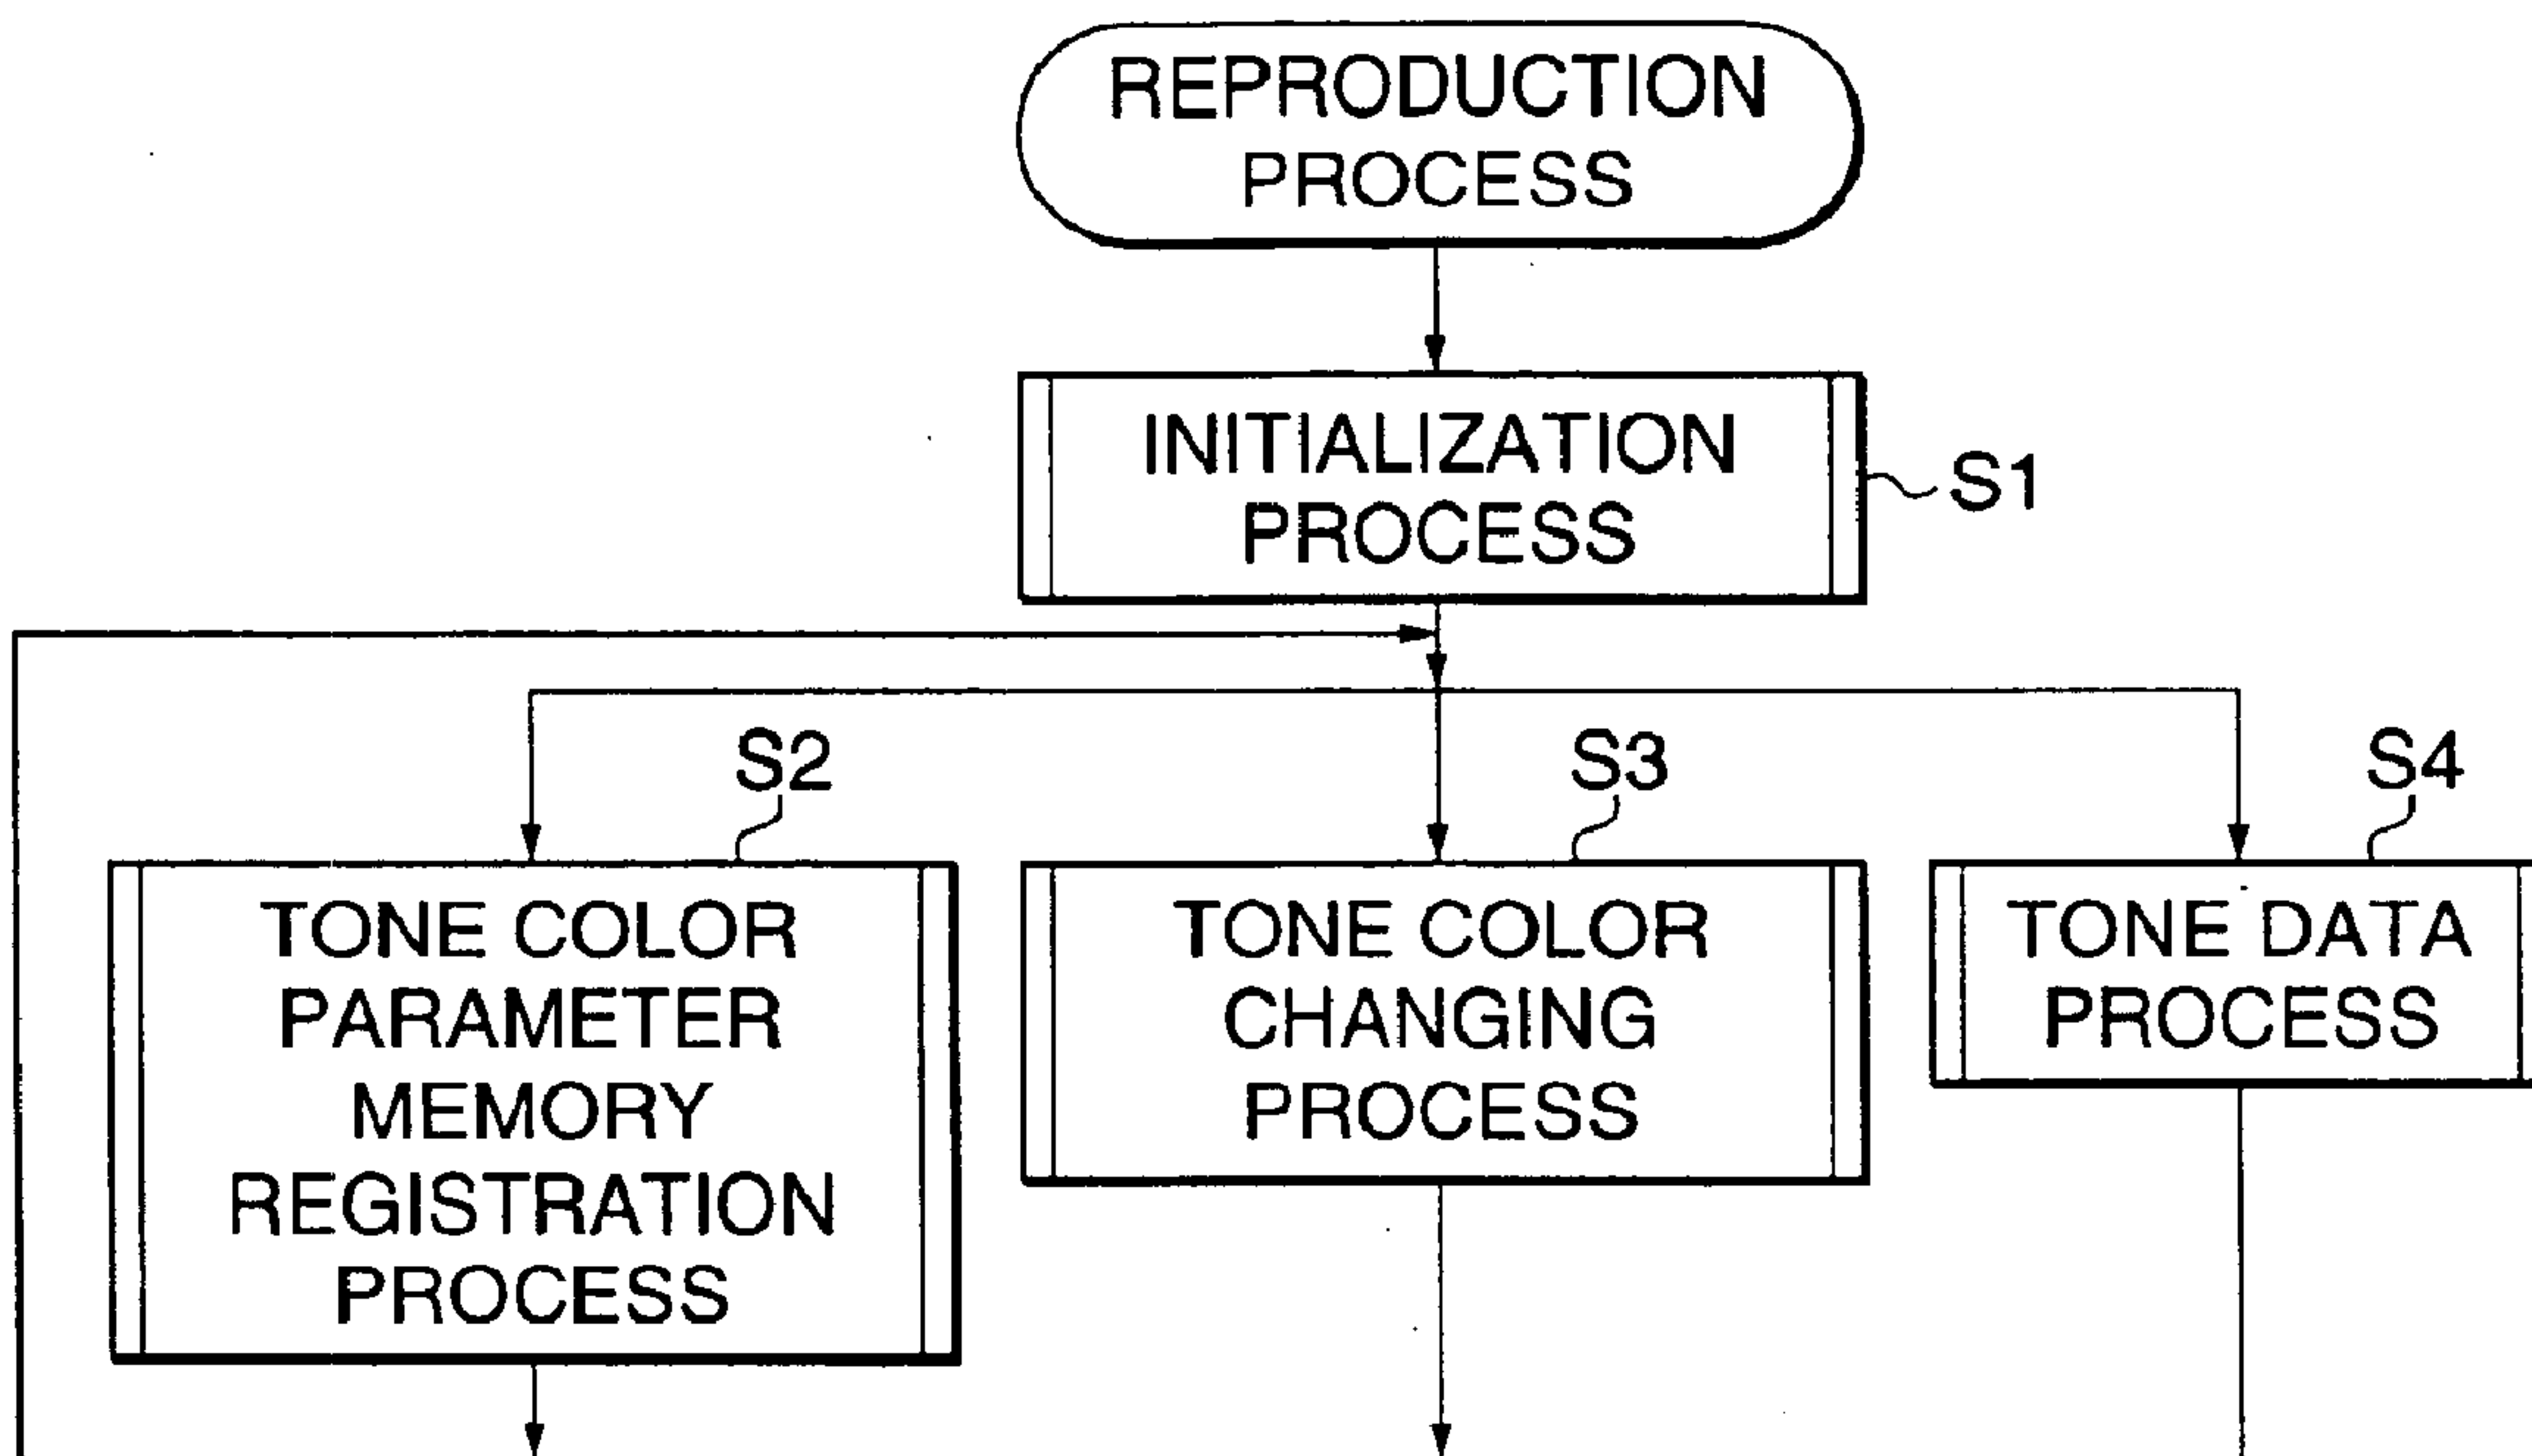 REPRODUCTION
PROCESS
INITIALIZATION
PROCESS
S1
S2
TONE COLOR
PARAMETER
MEMORY
REGISTRATION
PROCESS
S3
TONE COLOR
CHANGING
PROCESS
S4
TONE DATA
PROCESS